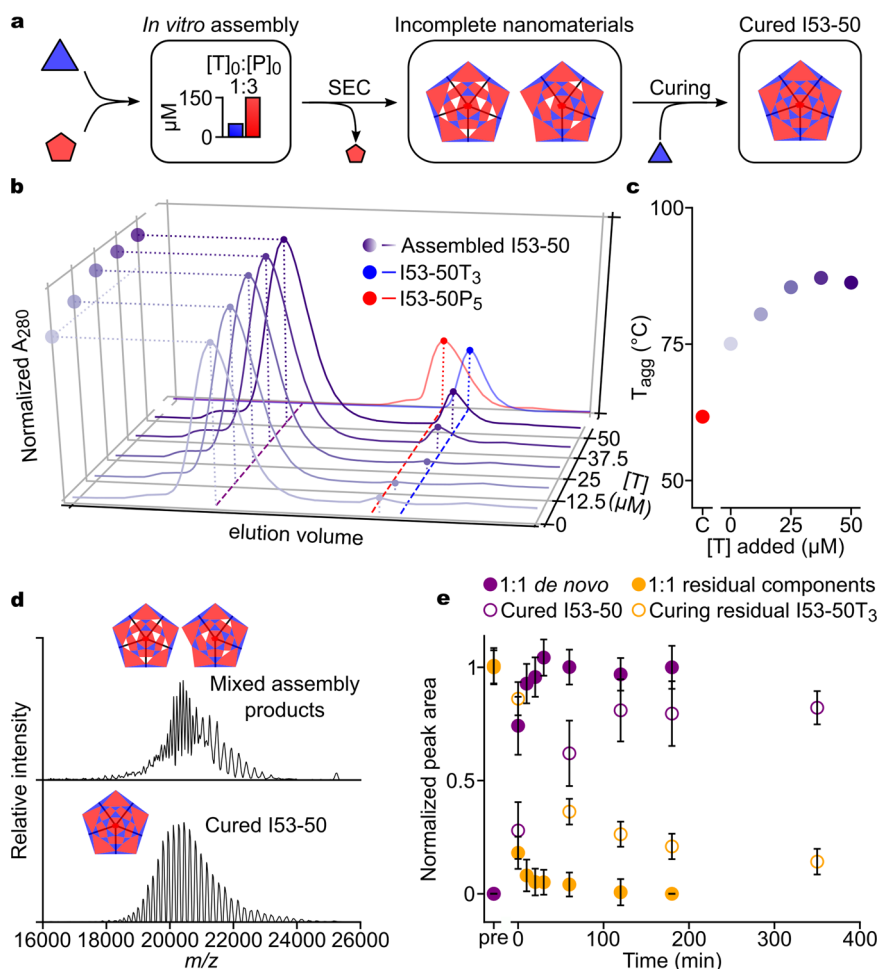 a
In vitro assembly
Incomplete nanomaterials
Cured I53-50
[T]0:[P]0
1:3
150
μM
0
SEC
Curing
b
Assembled I53-50
I53-50T3
I53-50P5
Normalized A280
elution volume
50
37.5
25
12.5
0
[T]
(μM)
c
100
75
50
Tagg (°C)
C
0
25
50
[T] added (μM)
d
Mixed assembly
products
Cured I53-50
Relative intensity
16000
18000
20000
22000
24000
26000
m/z
e
1:1 de novo
1:1 residual components
Cured I53-50
Curing residual I53-50T3
Normalized peak area
1
0.5
0
pre
0
100
200
300
400
Time (min)